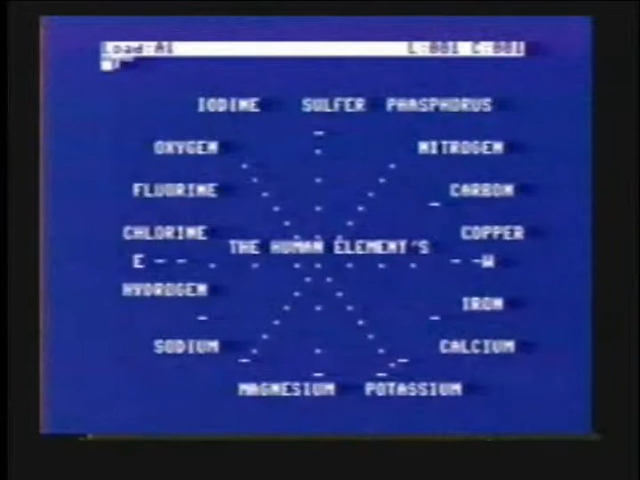 Load:A1 L:001 C:001
IODINE SULFER PHASPHORUS
OXYGEN NITROGEN
FLUORINE CARBON
CHLORINE COPPER
THE HUMAN ELEMENT'S
E W
HYDROGEN
IRON
SODIUM CALCIUM
MAGNESIUM POTASSIUM